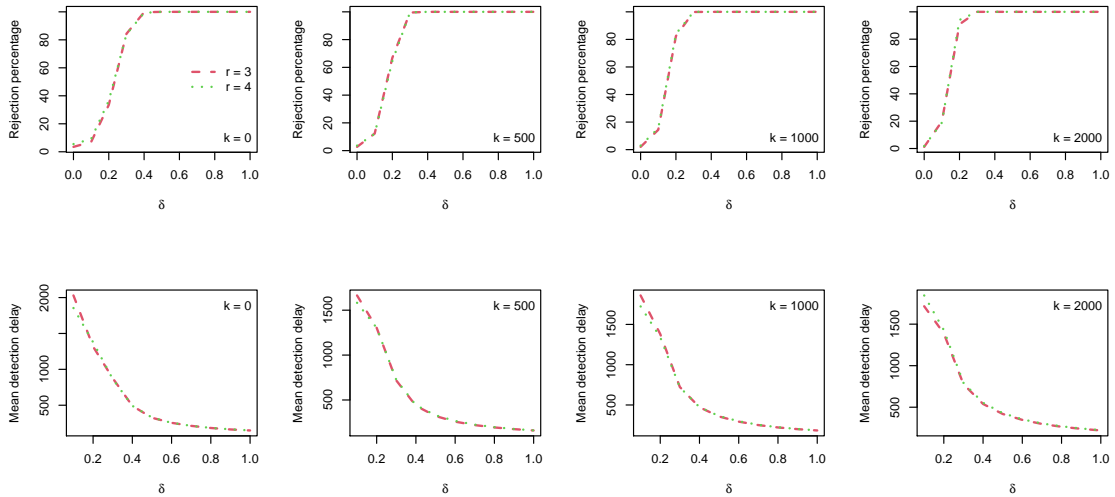 Rejection percentage
0 20 40 60 80
r = 3
r = 4
k = 0
0.0 0.2 0.4 0.6 0.8 1.0
δ
Rejection percentage
0 20 40 60 80
k = 500
0.0 0.2 0.4 0.6 0.8 1.0
δ
Rejection percentage
0 20 40 60 80
k = 1000
0.0 0.2 0.4 0.6 0.8 1.0
δ
Rejection percentage
0 20 40 60 80
k = 2000
0.0 0.2 0.4 0.6 0.8 1.0
δ
Mean detection delay
500 1000 2000
k = 0
0.2 0.4 0.6 0.8 1.0
δ
Mean detection delay
500 1000 1500
k = 500
0.2 0.4 0.6 0.8 1.0
δ
Mean detection delay
500 1000 1500
k = 1000
0.2 0.4 0.6 0.8 1.0
δ
Mean detection delay
500 1000 1500
k = 2000
0.2 0.4 0.6 0.8 1.0
δ